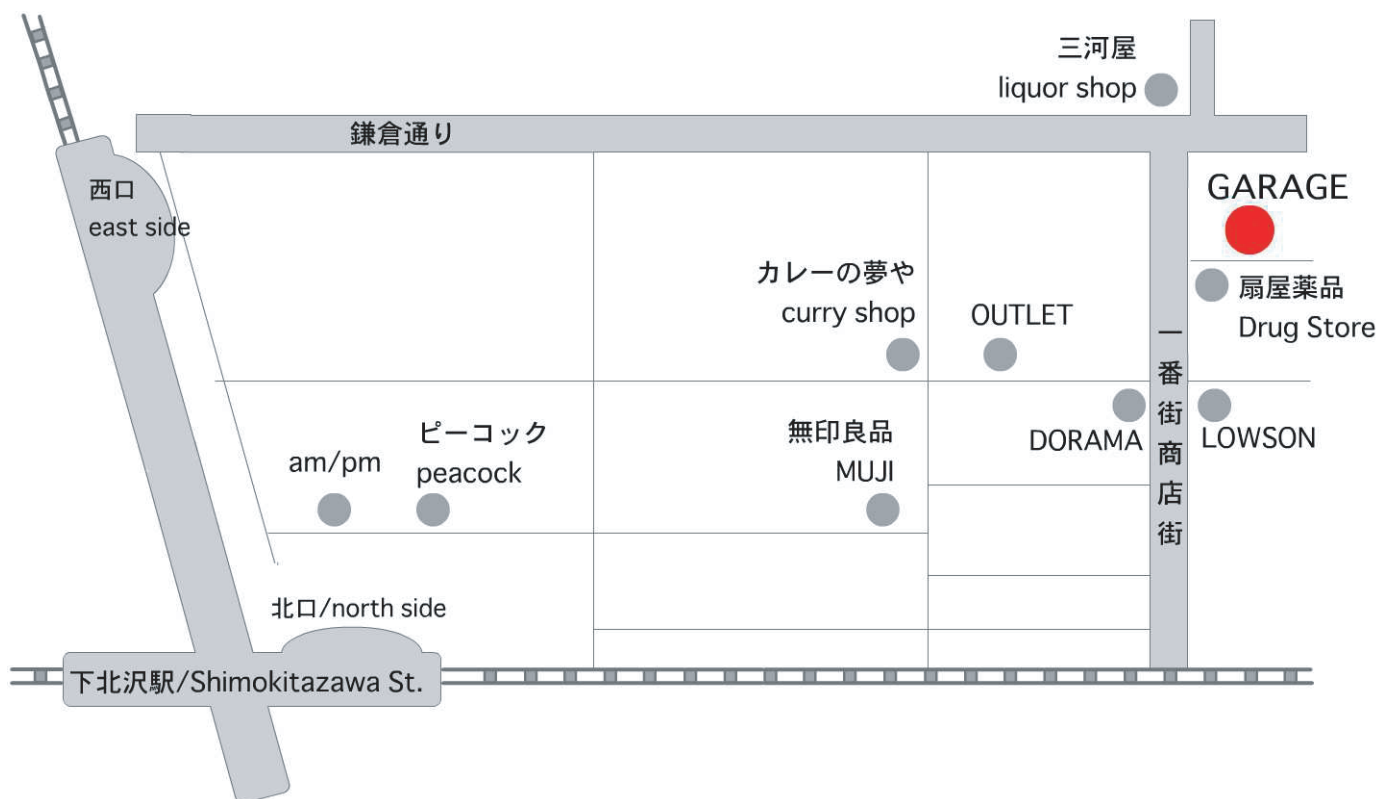 三河屋
liquor shop
鎌倉通り
西口
east side
GARAGE
カレーの夢や
curry shop
OUTLET
扇屋薬品
Drug Store
一番街商店街
DORAMA
LOWSON
ピーコック
peacock
am/pm
無印良品
MUJI
北口/north side
下北沢駅/Shimokitazawa St.